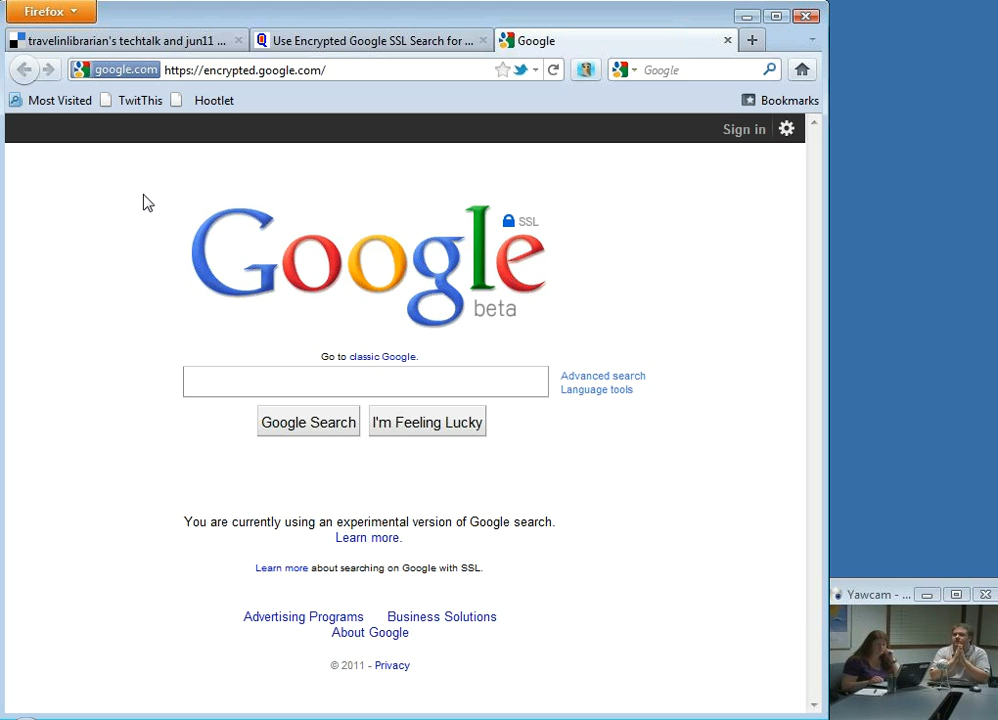 Firefox
travelinlibrarian's techtalk and jun11 ...
Use Encrypted Google SSL Search for ...
Google
google.com
https://encrypted.google.com/
Google
Most Visited
TwitThis
Hootlet
Bookmarks
Sign in
Google
SSL
beta
Go to classic Google.
Advanced search
Language tools
Google Search
I'm Feeling Lucky
You are currently using an experimental version of Google search.
Learn more.
Learn more about searching on Google with SSL.
Advertising Programs
Business Solutions
About Google
© 2011 - Privacy
Yawcam - ...